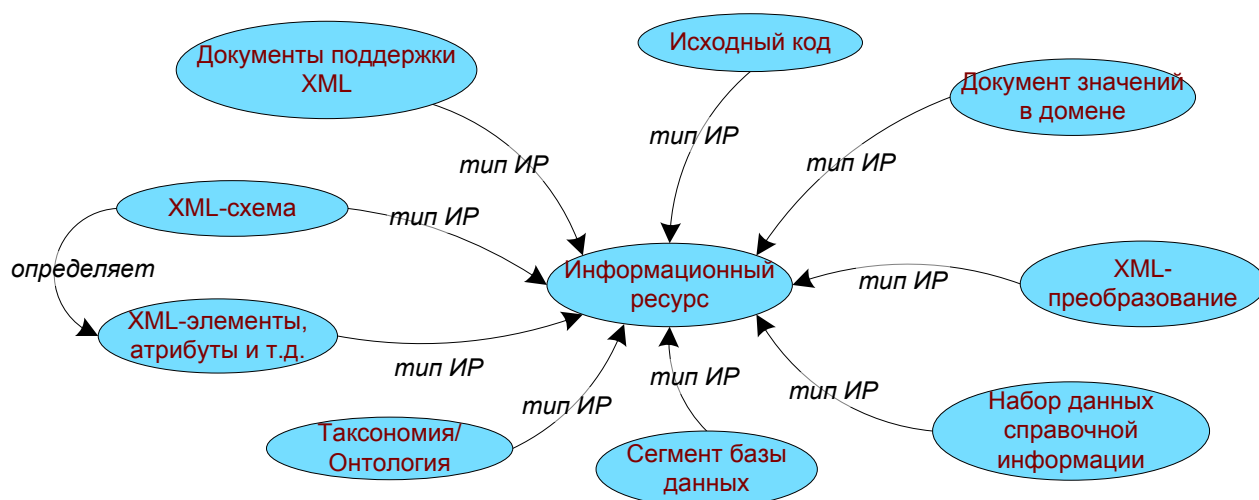 Документы поддержки
XML
Исходный код
Документ значений
в домене
тип ИР
тип ИР
тип ИР
XML-схема
тип ИР
определяет
Информационный
ресурс
тип ИР
XML-
преобразование
XML-элементы,
атрибуты и т.д.
тип ИР
тип ИР
тип ИР
тип ИР
Таксономия/
Онтология
Сегмент базы
данных
Набор данных
справочной
информации